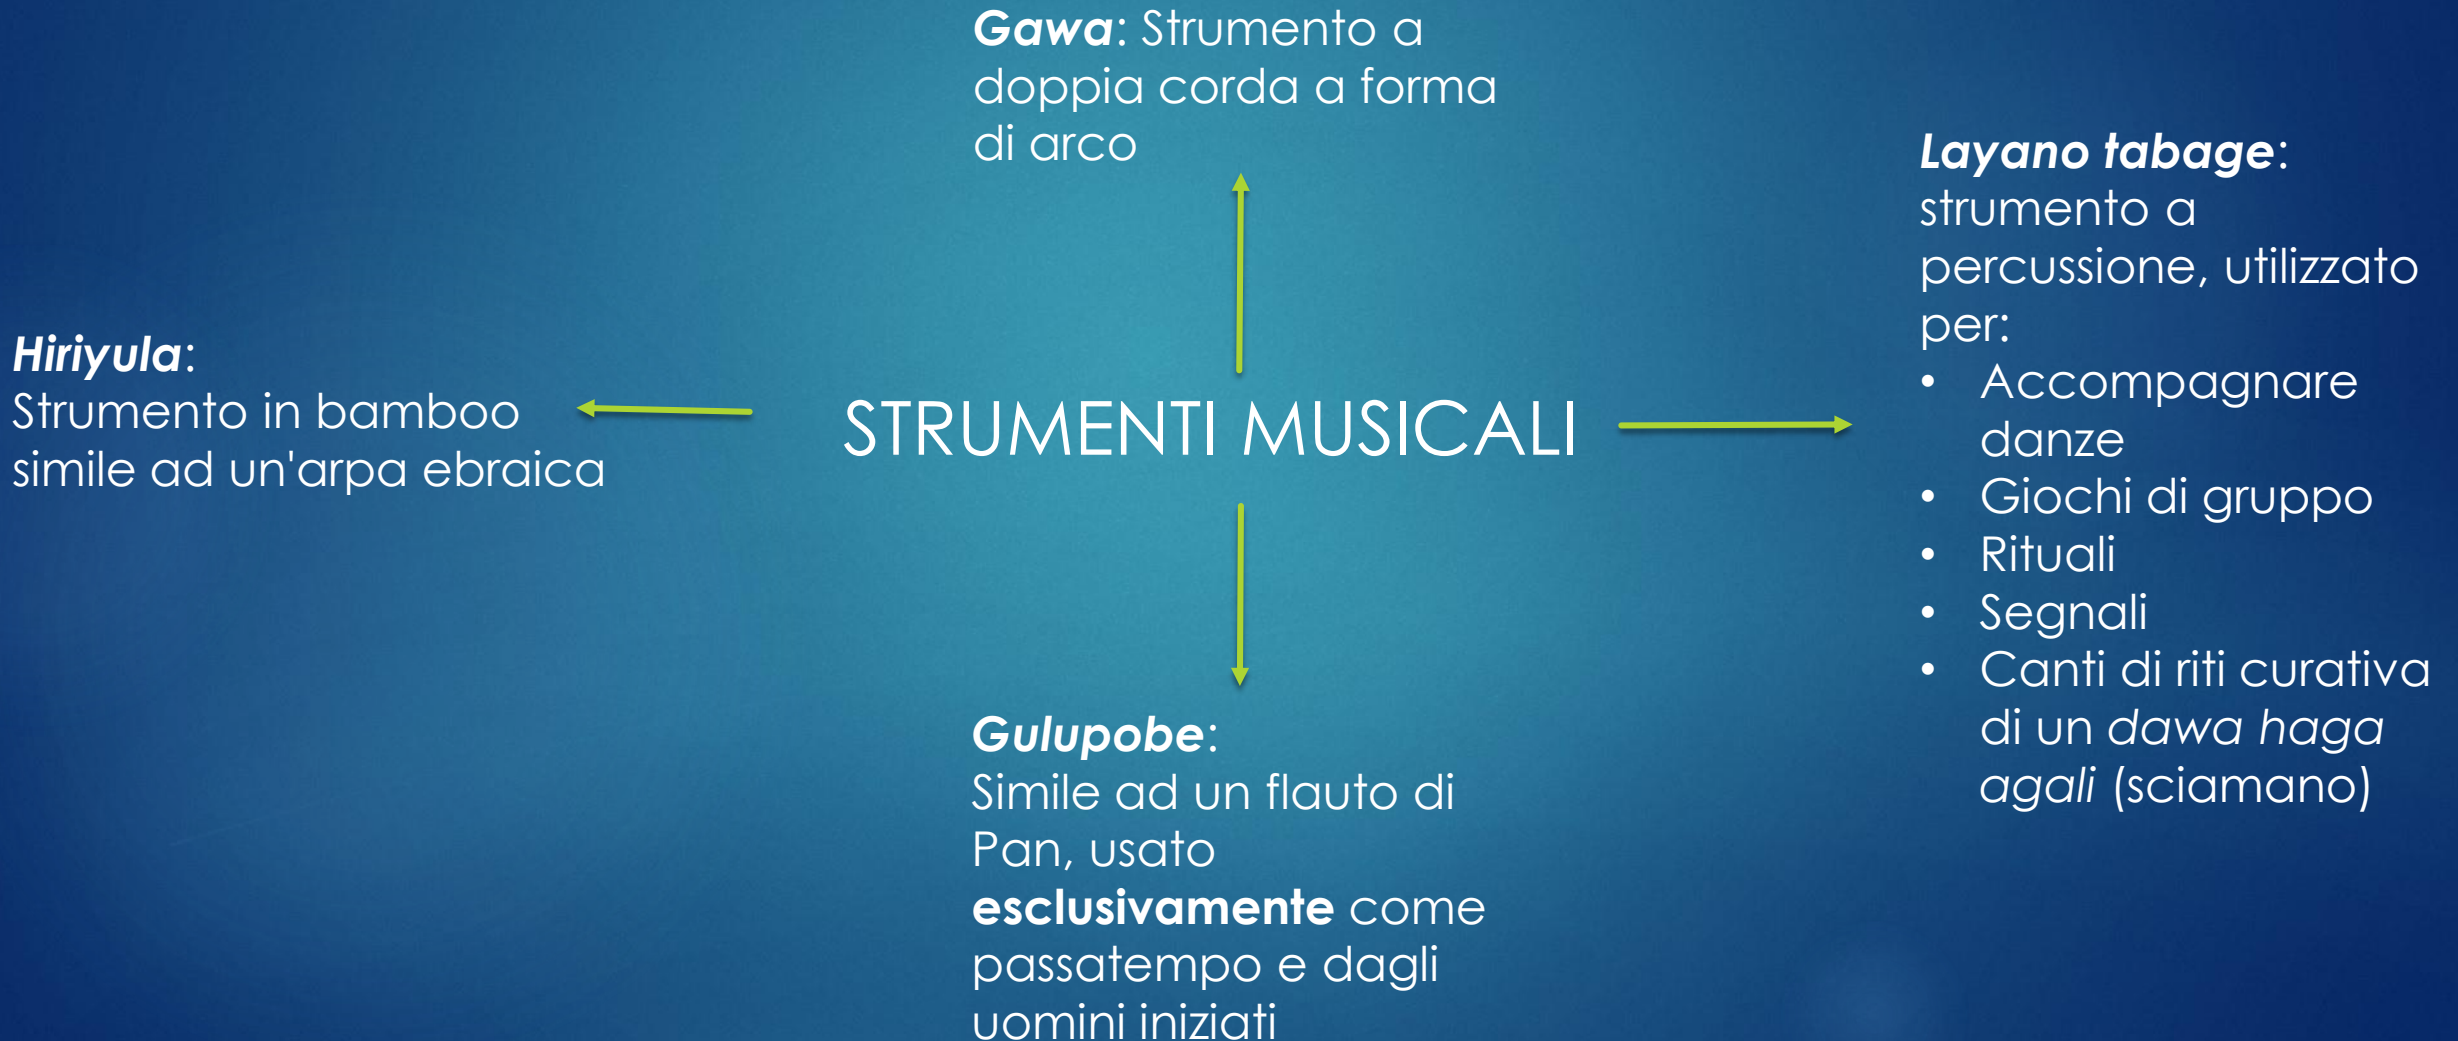 Gawa: Strumento a
doppia corda a forma
di arco
Hiriyula:
Strumento in bamboo
simile ad un'arpa ebraica
STRUMENTI MUSICALI
Layano tabage:
strumento a
percussione, utilizzato
per:
• Accompagnare
danze
• Giochi di gruppo
• Rituali
• Segnali
• Canti di riti curativa
di un dawa haga
agali (sciamano)
Gulupobe:
Simile ad un flauto di
Pan, usato
esclusivamente come
passatempo e dagli
uomini iniziati